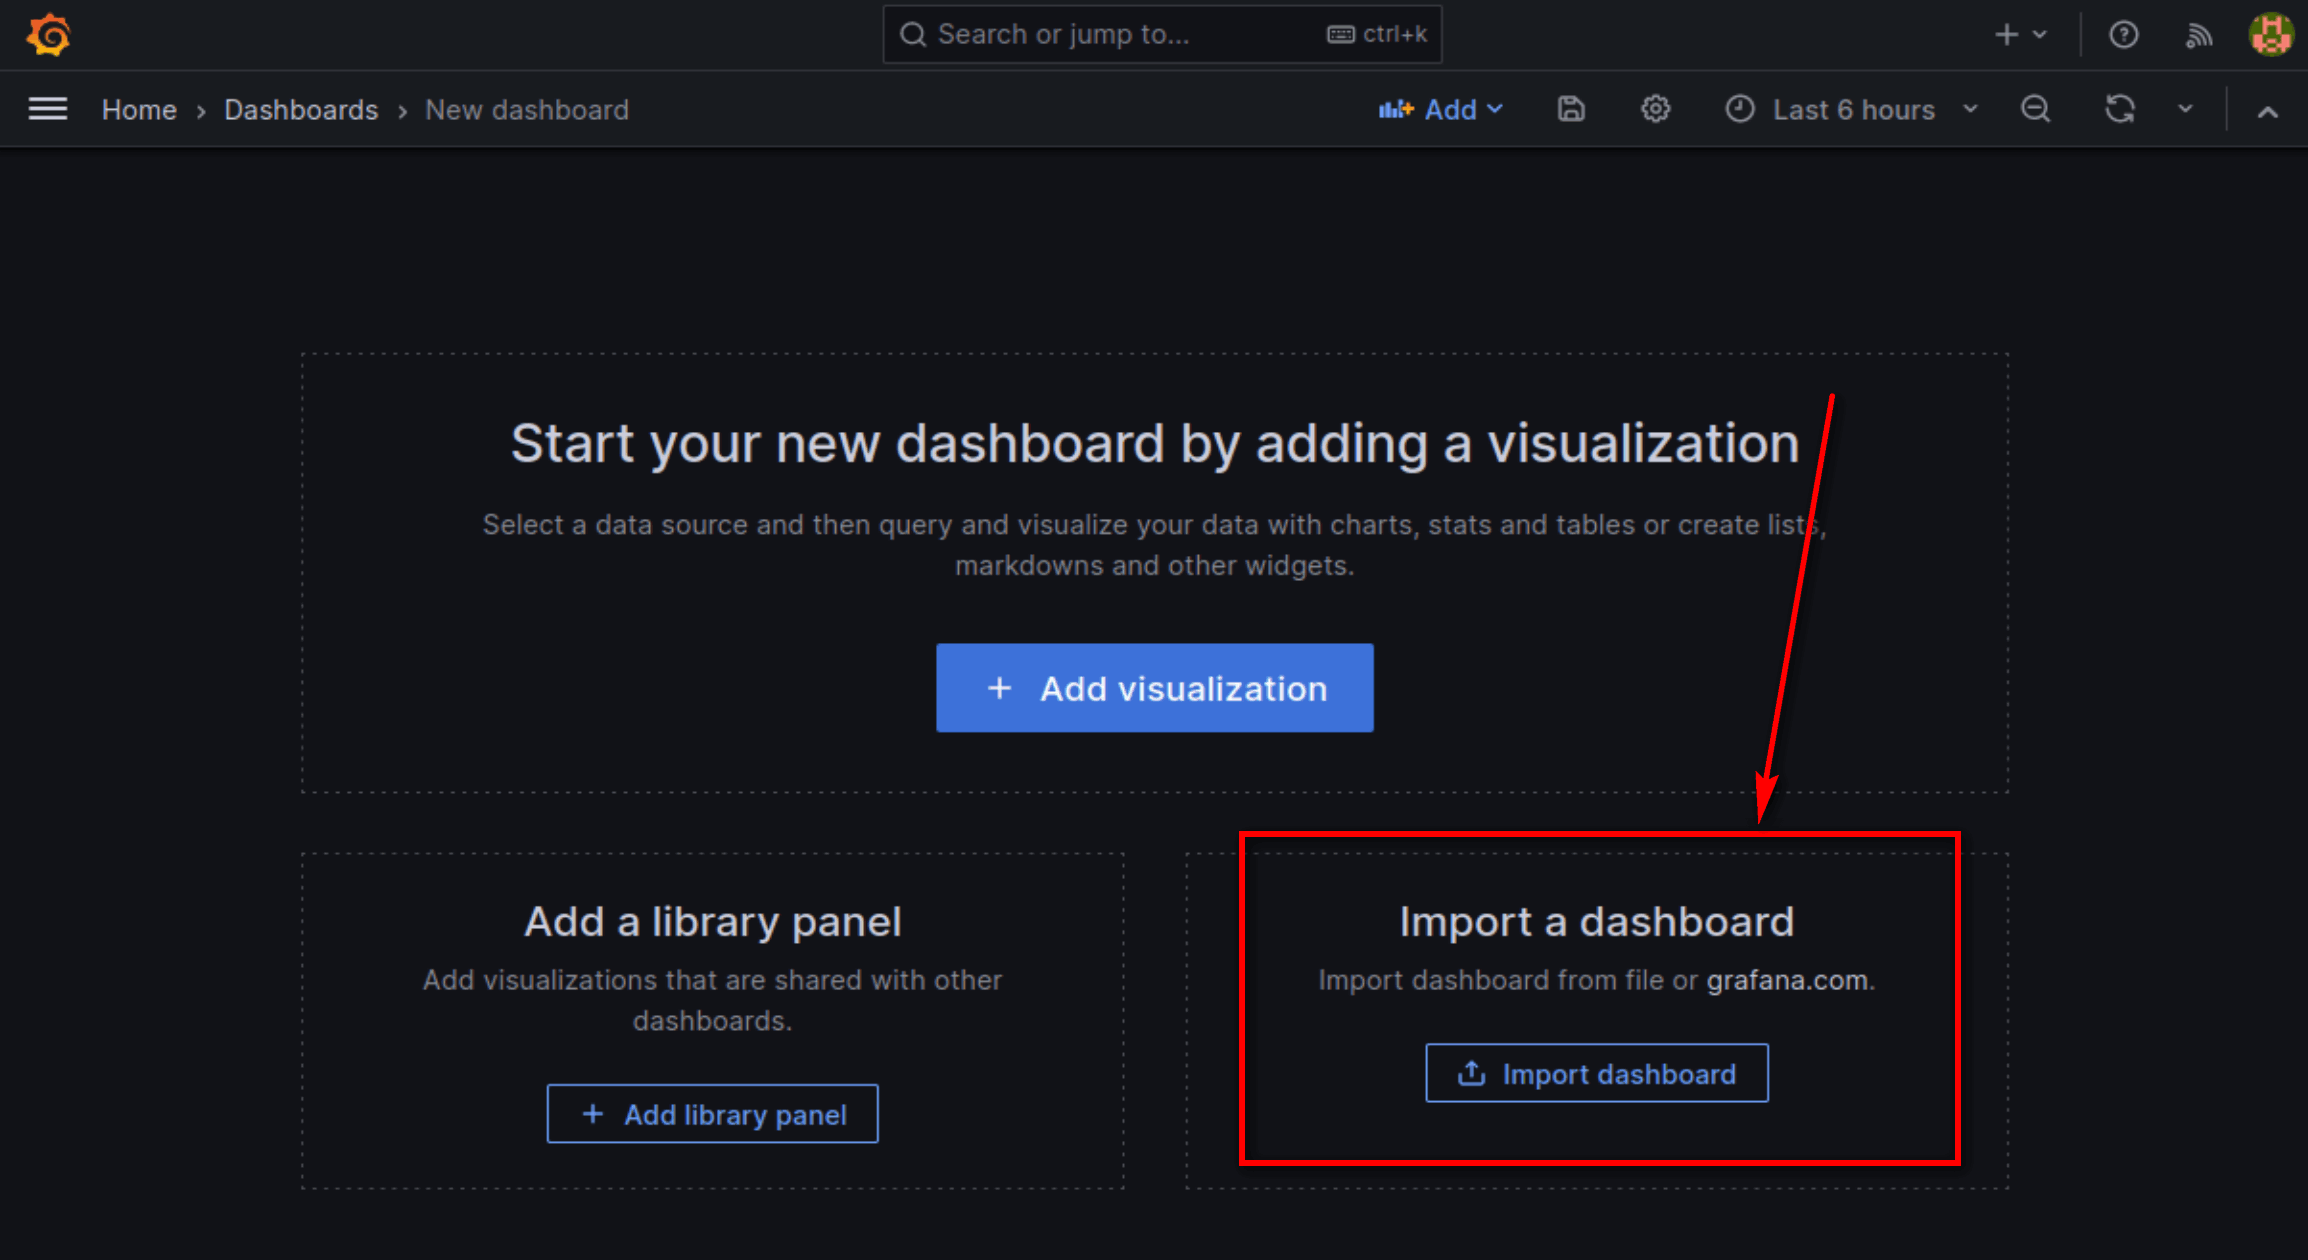 Search or jump to...
ctrl+k
Home › Dashboards › New dashboard
Add
Last 6 hours
Start your new dashboard by adding a visualization
Select a data source and then query and visualize your data with charts, stats and tables or create lists,
markdowns and other widgets.
+ Add visualization
Add a library panel
Add visualizations that are shared with other
dashboards.
+ Add library panel
Import a dashboard
Import dashboard from file or grafana.com.
Import dashboard